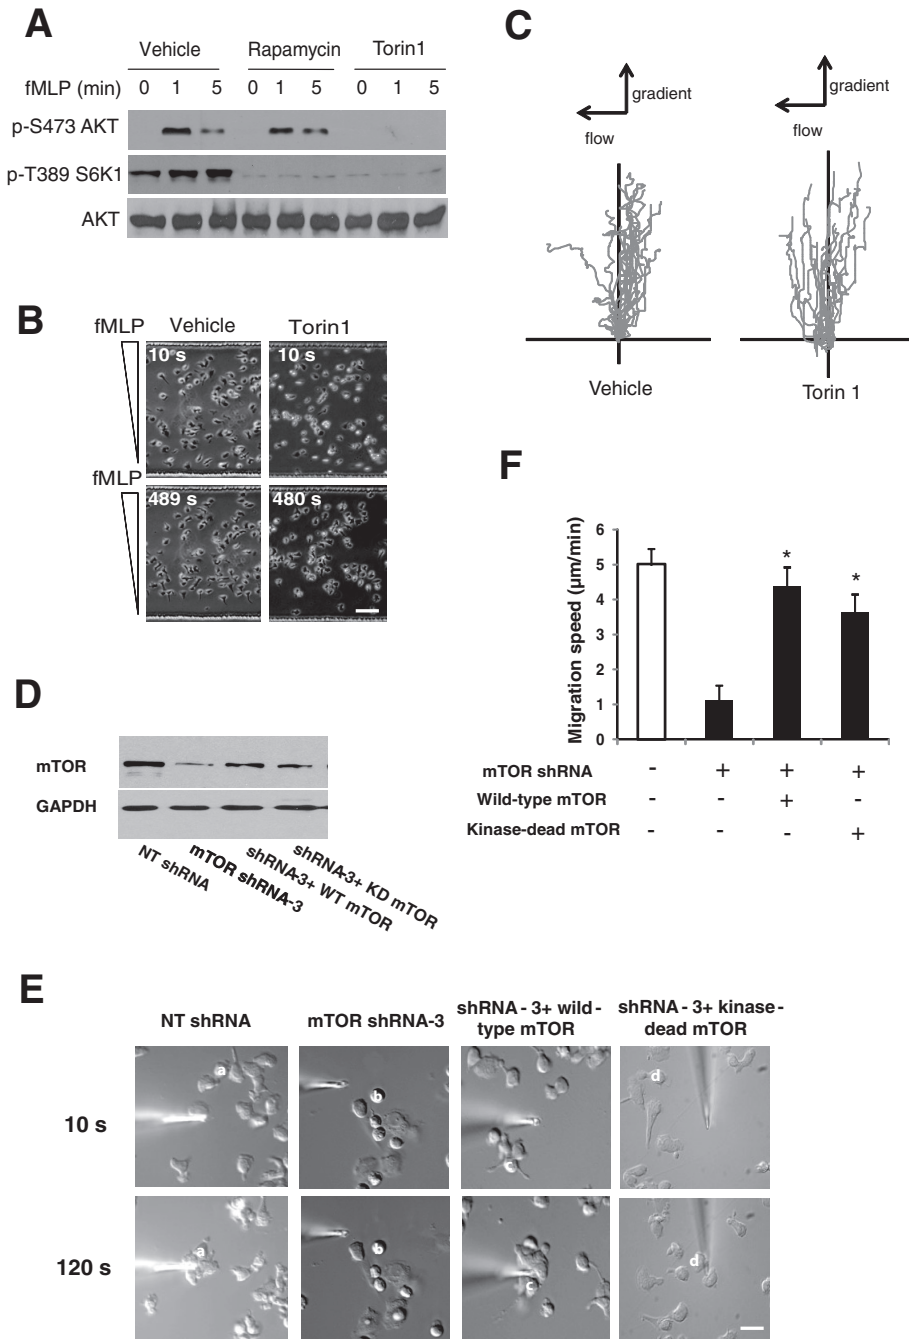 A
Vehicle Rapamycin Torin1
fMLP (min) 0 1 5 0 1 5 0 1 5
p-S473 AKT
p-T389 S6K1
AKT
B
fMLP Vehicle Torin1
10 s 10 s
fMLP
489 s 480 s
C
gradient
flow
gradient
flow
Vehicle
Torin 1
D
mTOR
GAPDH
NT shRNA
mTOR shRNA-3
shRNA-3+ WT mTOR
shRNA-3+ KD mTOR
F
Migration speed (µm/min)
6
5
4
3
2
1
0
* *
mTOR shRNA - + + +
Wild-type mTOR - - + -
Kinase-dead mTOR - - - +
E
NT shRNA
mTOR shRNA-3
shRNA - 3+ wild-
type mTOR
shRNA - 3+ kinase-
dead mTOR
10 s
a b c d
120 s
a b c d